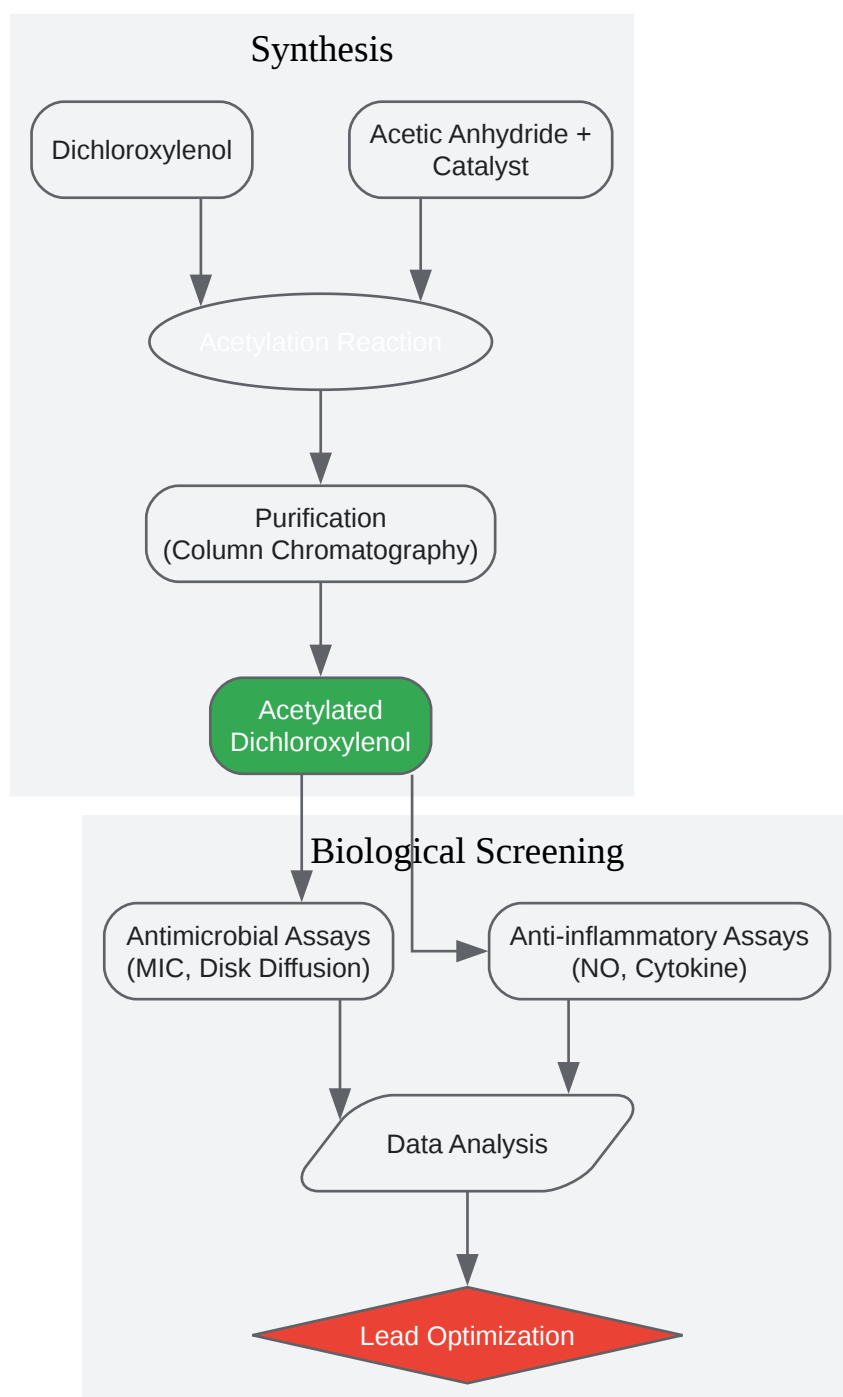 Synthesis
Dichloroxylenol
Acetic Anhydride +
Catalyst
Acetylation Reaction
Purification
(Column Chromatography)
Acetylated
Dichloroxylenol
Biological Screening
Antimicrobial Assays
(MIC, Disk Diffusion)
Anti-inflammatory Assays
(NO, Cytokine)
Data Analysis
Lead Optimization